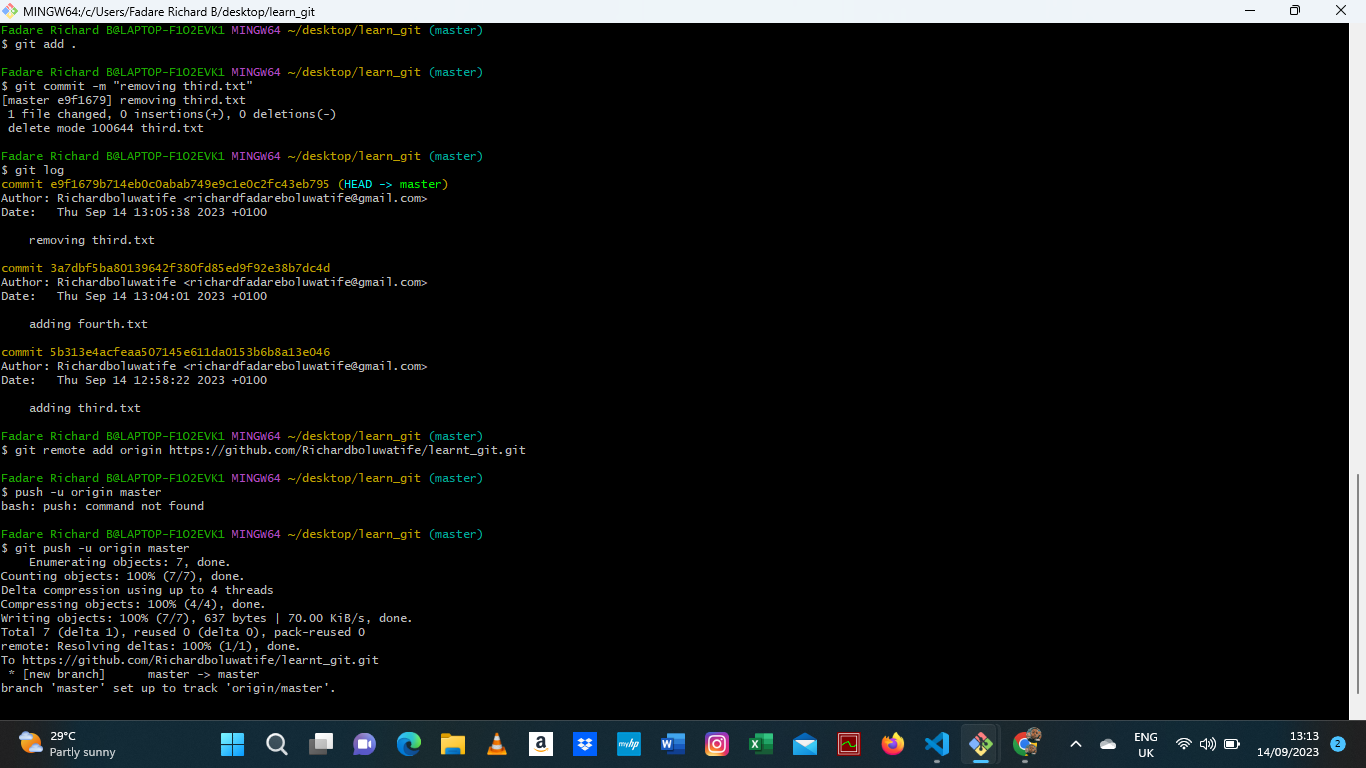 MINGW64:/c/Users/Fadare Richard B/desktop/learn_git
Fadare Richard B@LAPTOP-F1O2EVK1 MINGW64 ~/desktop/learn_git (master)
$ git add .
Fadare Richard B@LAPTOP-F1O2EVK1 MINGW64 ~/desktop/learn_git (master)
$ git commit -m "removing third.txt"
[master e9f1679] removing third.txt
 1 file changed, 0 insertions(+), 0 deletions(-)
 delete mode 100644 third.txt
Fadare Richard B@LAPTOP-F1O2EVK1 MINGW64 ~/desktop/learn_git (master)
$ git log
commit e9f1679b714eb0c0abab749e9c1e0c2fc43eb795 (HEAD -> master)
Author: Richardboluwatife <richardfadareboluwatife@gmail.com>
Date:   Thu Sep 14 13:05:38 2023 +0100
    removing third.txt
commit 3a7dbf5ba80139642f380fd85ed9f92e38b7dc4d
Author: Richardboluwatife <richardfadareboluwatife@gmail.com>
Date:   Thu Sep 14 13:04:01 2023 +0100
    adding fourth.txt
commit 5b313e4acfeaa507145e611da0153b6b8a13e046
Author: Richardboluwatife <richardfadareboluwatife@gmail.com>
Date:   Thu Sep 14 12:58:22 2023 +0100
    adding third.txt
Fadare Richard B@LAPTOP-F1O2EVK1 MINGW64 ~/desktop/learn_git (master)
$ git remote add origin https://github.com/Richardboluwatife/learnt_git.git
Fadare Richard B@LAPTOP-F1O2EVK1 MINGW64 ~/desktop/learn_git (master)
$ push -u origin master
bash: push: command not found
Fadare Richard B@LAPTOP-F1O2EVK1 MINGW64 ~/desktop/learn_git (master)
$ git push -u origin master
    Enumerating objects: 7, done.
Counting objects: 100% (7/7), done.
Delta compression using up to 4 threads
Compressing objects: 100% (4/4), done.
Writing objects: 100% (7/7), 637 bytes | 70.00 KiB/s, done.
Total 7 (delta 1), reused 0 (delta 0), pack-reused 0
remote: Resolving deltas: 100% (1/1), done.
To https://github.com/Richardboluwatife/learnt_git.git
 * [new branch]      master -> master
branch 'master' set up to track 'origin/master'.
29°C
Partly sunny
a
myhp
W
X
ENG
UK
13:13
14/09/2023
2